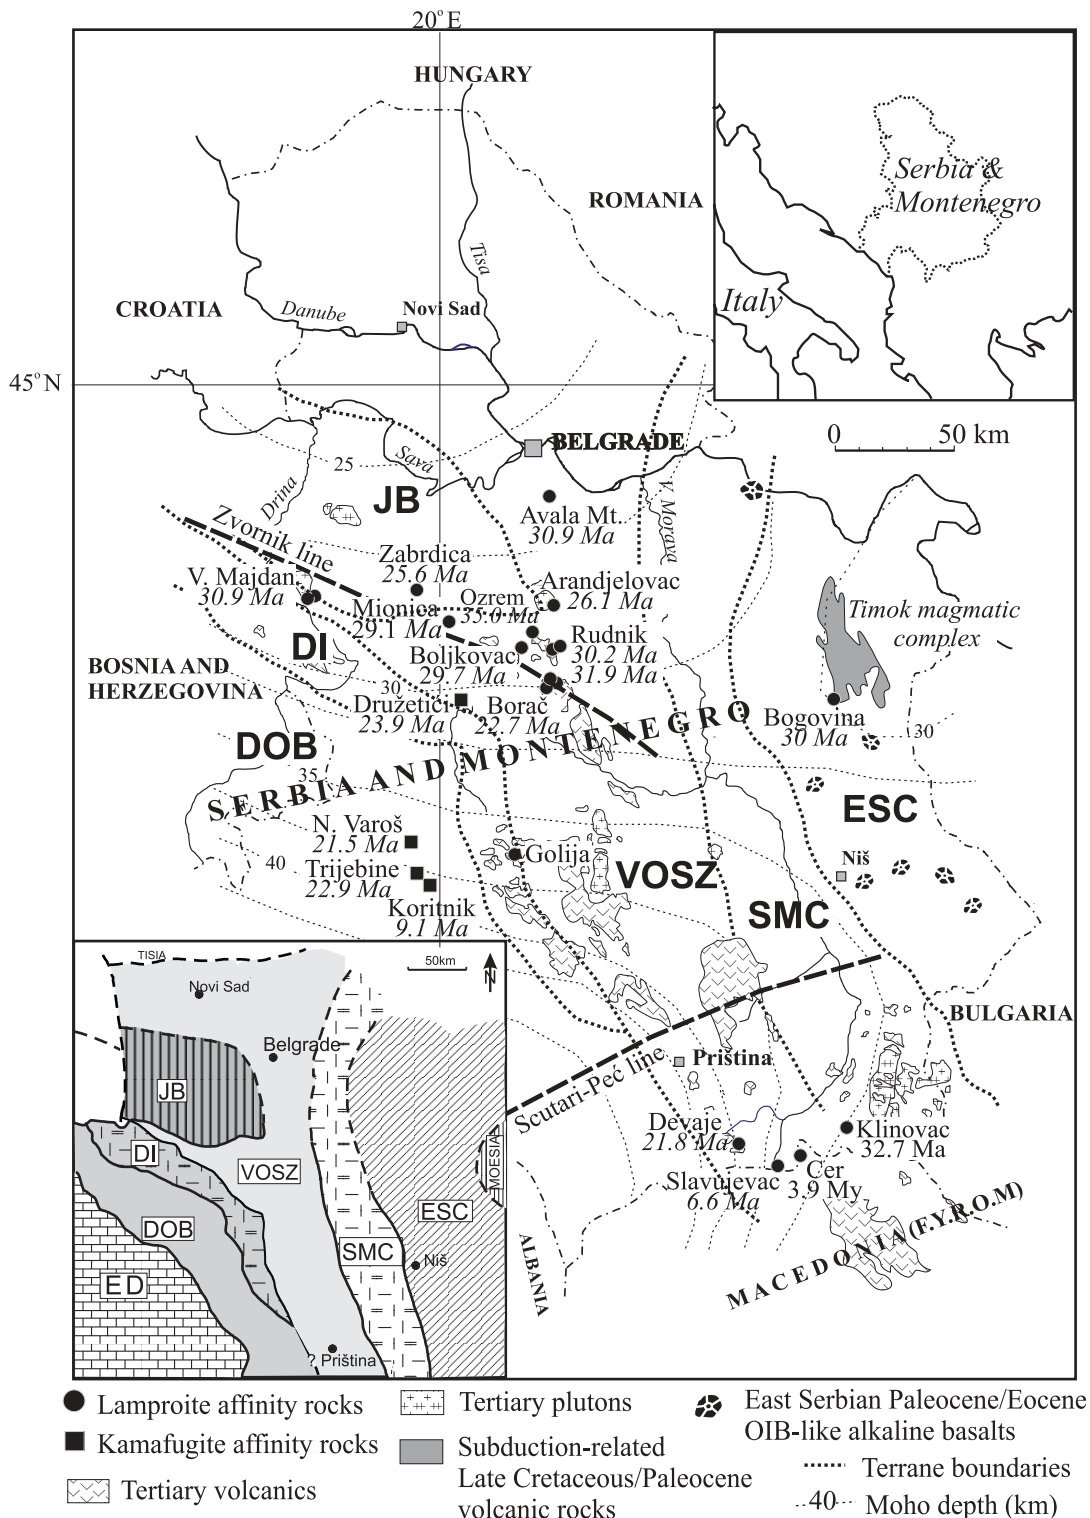 20° E
HUNGARY
ROMANIA
Serbia &
Montenegro
Italy
Tisa
CROATIA
Danube
Novi Sad
45° N
BELGRADE
0 50 km
25
Sava
JB
Drina
V. Morava
Avala Mt.
30.9 Ma
Zvornik line
Zabrdica
25.6 Ma
V. Majdan
30.9 Ma
Ozrem
35.0 Ma
Arandjelovac
26.1 Ma
Mionica
29.1 Ma
Timok magmatic
complex
DI
Boljkovac
29.7 Ma
Rudnik
30.2 Ma
31.9 Ma
BOSNIA AND
HERZEGOVINA
30
Družetići
23.9 Ma
Borač
22.7 Ma
Bogovina
30 Ma
30
DOB
35
SERBIA AND MONTENEGRO
ESC
N. Varoš
21.5 Ma
40
Trijebine
22.9 Ma
Golija
VOSZ
Niš
Koritnik
9.1 Ma
SMC
TISIA
50km
N
Novi Sad
Belgrade
JB
DI
VOSZ
DOB
ESC
MOESIA
SMC
Niš
ED
? Priština
BULGARIA
Scutari-Peć line
Priština
Devaje
21.8 Ma
Klinovac
32.7 Ma
Slavujevac
6.6 Ma
Cer
3.9 My
ALBANIA
MACEDONIA (F.Y.R.O.M)
Lamproite affinity rocks
Kamafugite affinity rocks
Tertiary volcanics
Tertiary plutons
Subduction-related
Late Cretaceous/Paleocene
volcanic rocks
East Serbian Paleocene/Eocene
OIB-like alkaline basalts
Terrane boundaries
40 Moho depth (km)